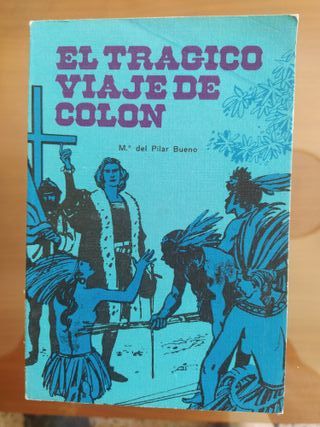 EL TRAGICO
VIAJE DE
COLON
M.ª del Pilar Bueno